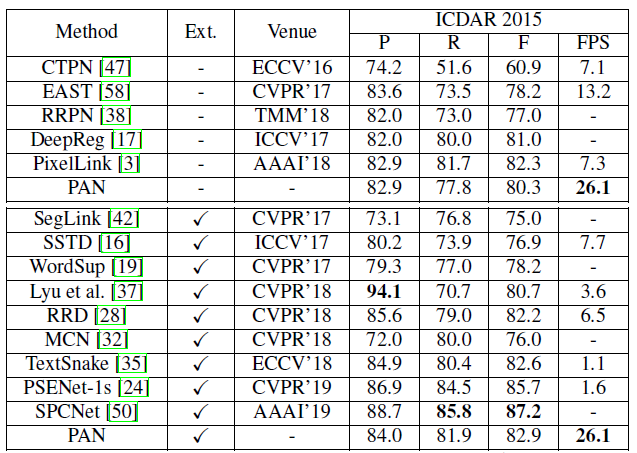 Method Ext. Venue ICDAR 2015
P R F FPS
CTPN [47] - ECCV'16 74.2 51.6 60.9 7.1
EAST [58] - CVPR'17 83.6 73.5 78.2 13.2
RRPN [38] - TMM'18 82.0 73.0 77.0 -
DeepReg [17] - ICCV'17 82.0 80.0 81.0 -
PixelLink [3] - AAAI'18 82.9 81.7 82.3 7.3
PAN - - 82.9 77.8 80.3 26.1
SegLink [42] ✓ CVPR'17 73.1 76.8 75.0 -
SSTD [16] ✓ ICCV'17 80.2 73.9 76.9 7.7
WordSup [19] ✓ CVPR'17 79.3 77.0 78.2 -
Lyu et al. [37] ✓ CVPR'18 94.1 70.7 80.7 3.6
RRD [28] ✓ CVPR'18 85.6 79.0 82.2 6.5
MCN [32] ✓ CVPR'18 72.0 80.0 76.0 -
TextSnake [35] ✓ ECCV'18 84.9 80.4 82.6 1.1
PSENet-1s [24] ✓ CVPR'19 86.9 84.5 85.7 1.6
SPCNet [50] ✓ AAAI'19 88.7 85.8 87.2 -
PAN ✓ - 84.0 81.9 82.9 26.1